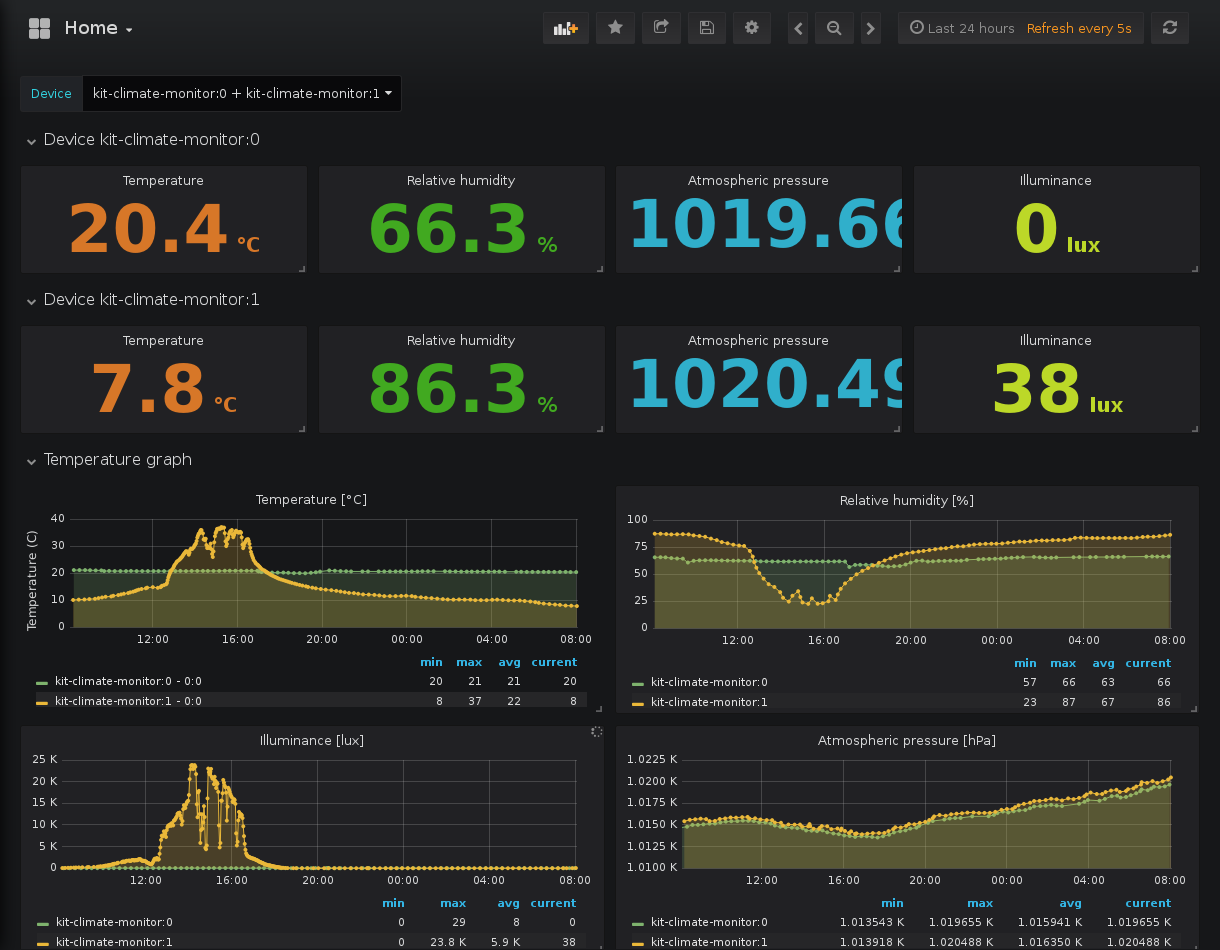 Home
Last 24 hours Refresh every 5s
Device kit-climate-monitor:0 + kit-climate-monitor:1
Device kit-climate-monitor:0
Temperature Relative humidity Atmospheric pressure Illuminance
20.4 °C 66.3 % 1019.66 0 lux
Device kit-climate-monitor:1
Temperature Relative humidity Atmospheric pressure Illuminance
7.8 °C 86.3 % 1020.49 38 lux
Temperature graph
Temperature [°C]
Temperature (C)
40
30
20
10
0
12:00 16:00 20:00 00:00 04:00 08:00
min max avg current
kit-climate-monitor:0 - 0:0 20 21 21 20
kit-climate-monitor:1 - 0:0 8 37 22 8
Relative humidity [%]
100
75
50
25
0
12:00 16:00 20:00 00:00 04:00 08:00
min max avg current
kit-climate-monitor:0 57 66 63 66
kit-climate-monitor:1 23 87 67 86
Illuminance [lux]
25 K
20 K
15 K
10 K
5 K
0
12:00 16:00 20:00 00:00 04:00 08:00
min max avg current
kit-climate-monitor:0 0 29 8 0
kit-climate-monitor:1 0 23.8 K 5.9 K 38
Atmospheric pressure [hPa]
1.0225 K
1.0200 K
1.0175 K
1.0150 K
1.0125 K
1.0100 K
12:00 16:00 20:00 00:00 04:00 08:00
min max avg current
kit-climate-monitor:0 1.013543 K 1.019655 K 1.015941 K 1.019655 K
kit-climate-monitor:1 1.013918 K 1.020488 K 1.016350 K 1.020488 K